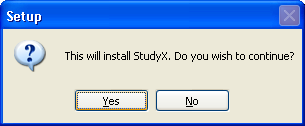 Setup
This will install StudyX. Do you wish to continue?
Yes No